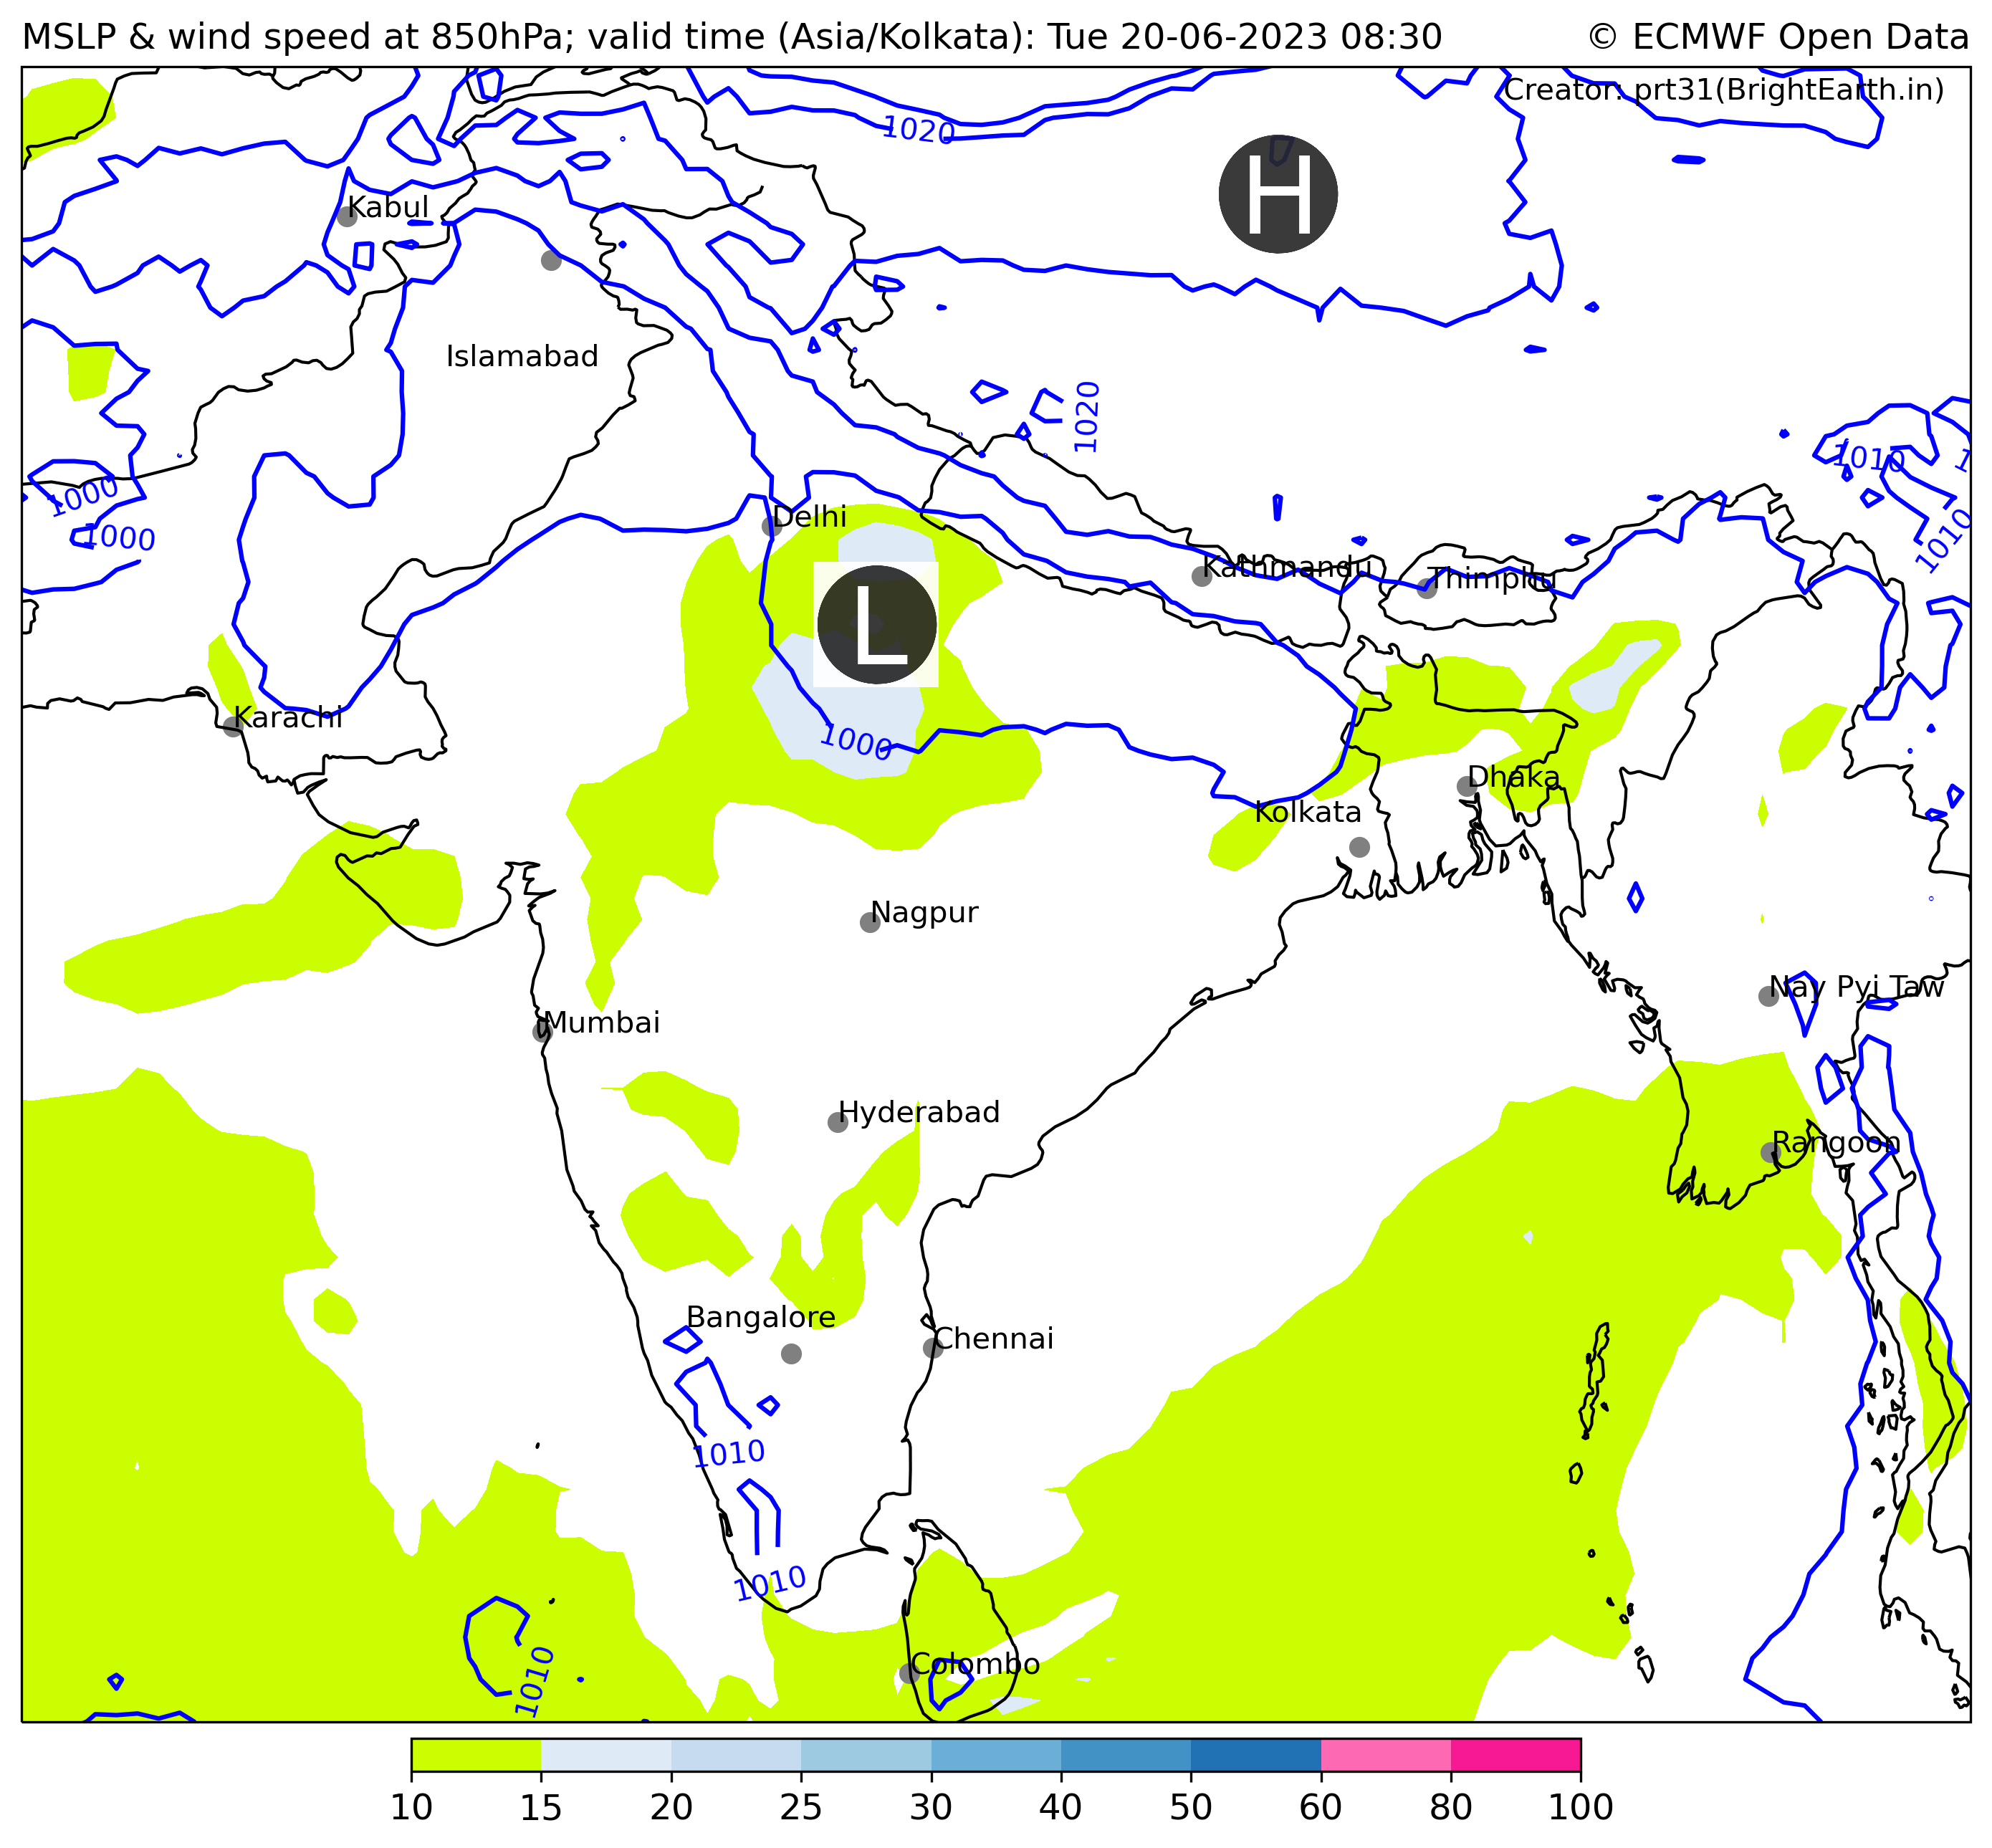 MSLP & wind speed at 850hPa; valid time (Asia/Kolkata): Tue 20-06-2023 08:30
© ECMWF Open Data
Creator: prt31(BrightEarth.in)
1020
H
Kabul
Islamabad
1020
1010
1000
1000
1010
Delhi
Kathmandu
Thimphu
L
Karachi
1000
Dhaka
Kolkata
Nagpur
Nay Pyi Taw
Mumbai
Hyderabad
Rangoon
Bangalore
Chennai
1010
1010
Colombo
1010
10 15 20 25 30 40 50 60 80 100